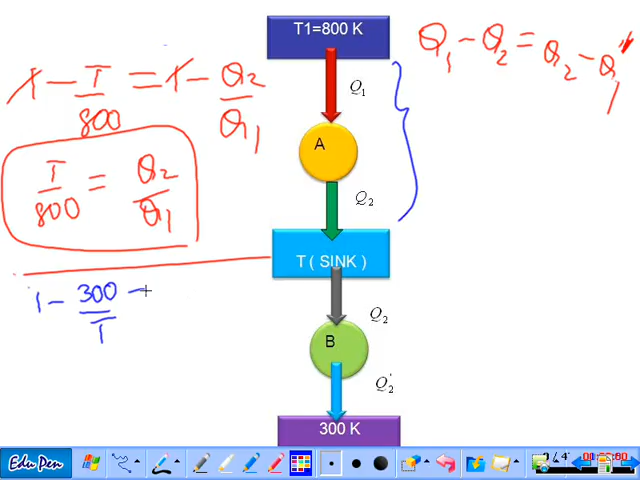 T1=800 K
Q₁ - Q₂ = Q₂ - Q₁'
1 - T/800 = 1 - Q₂/Q₁
Q₁
A
T/800 = Q₂/Q₁
Q₂
T ( SINK )
1 - 300/T =
Q₂
B
Q₂'
300 K
Edu Pen